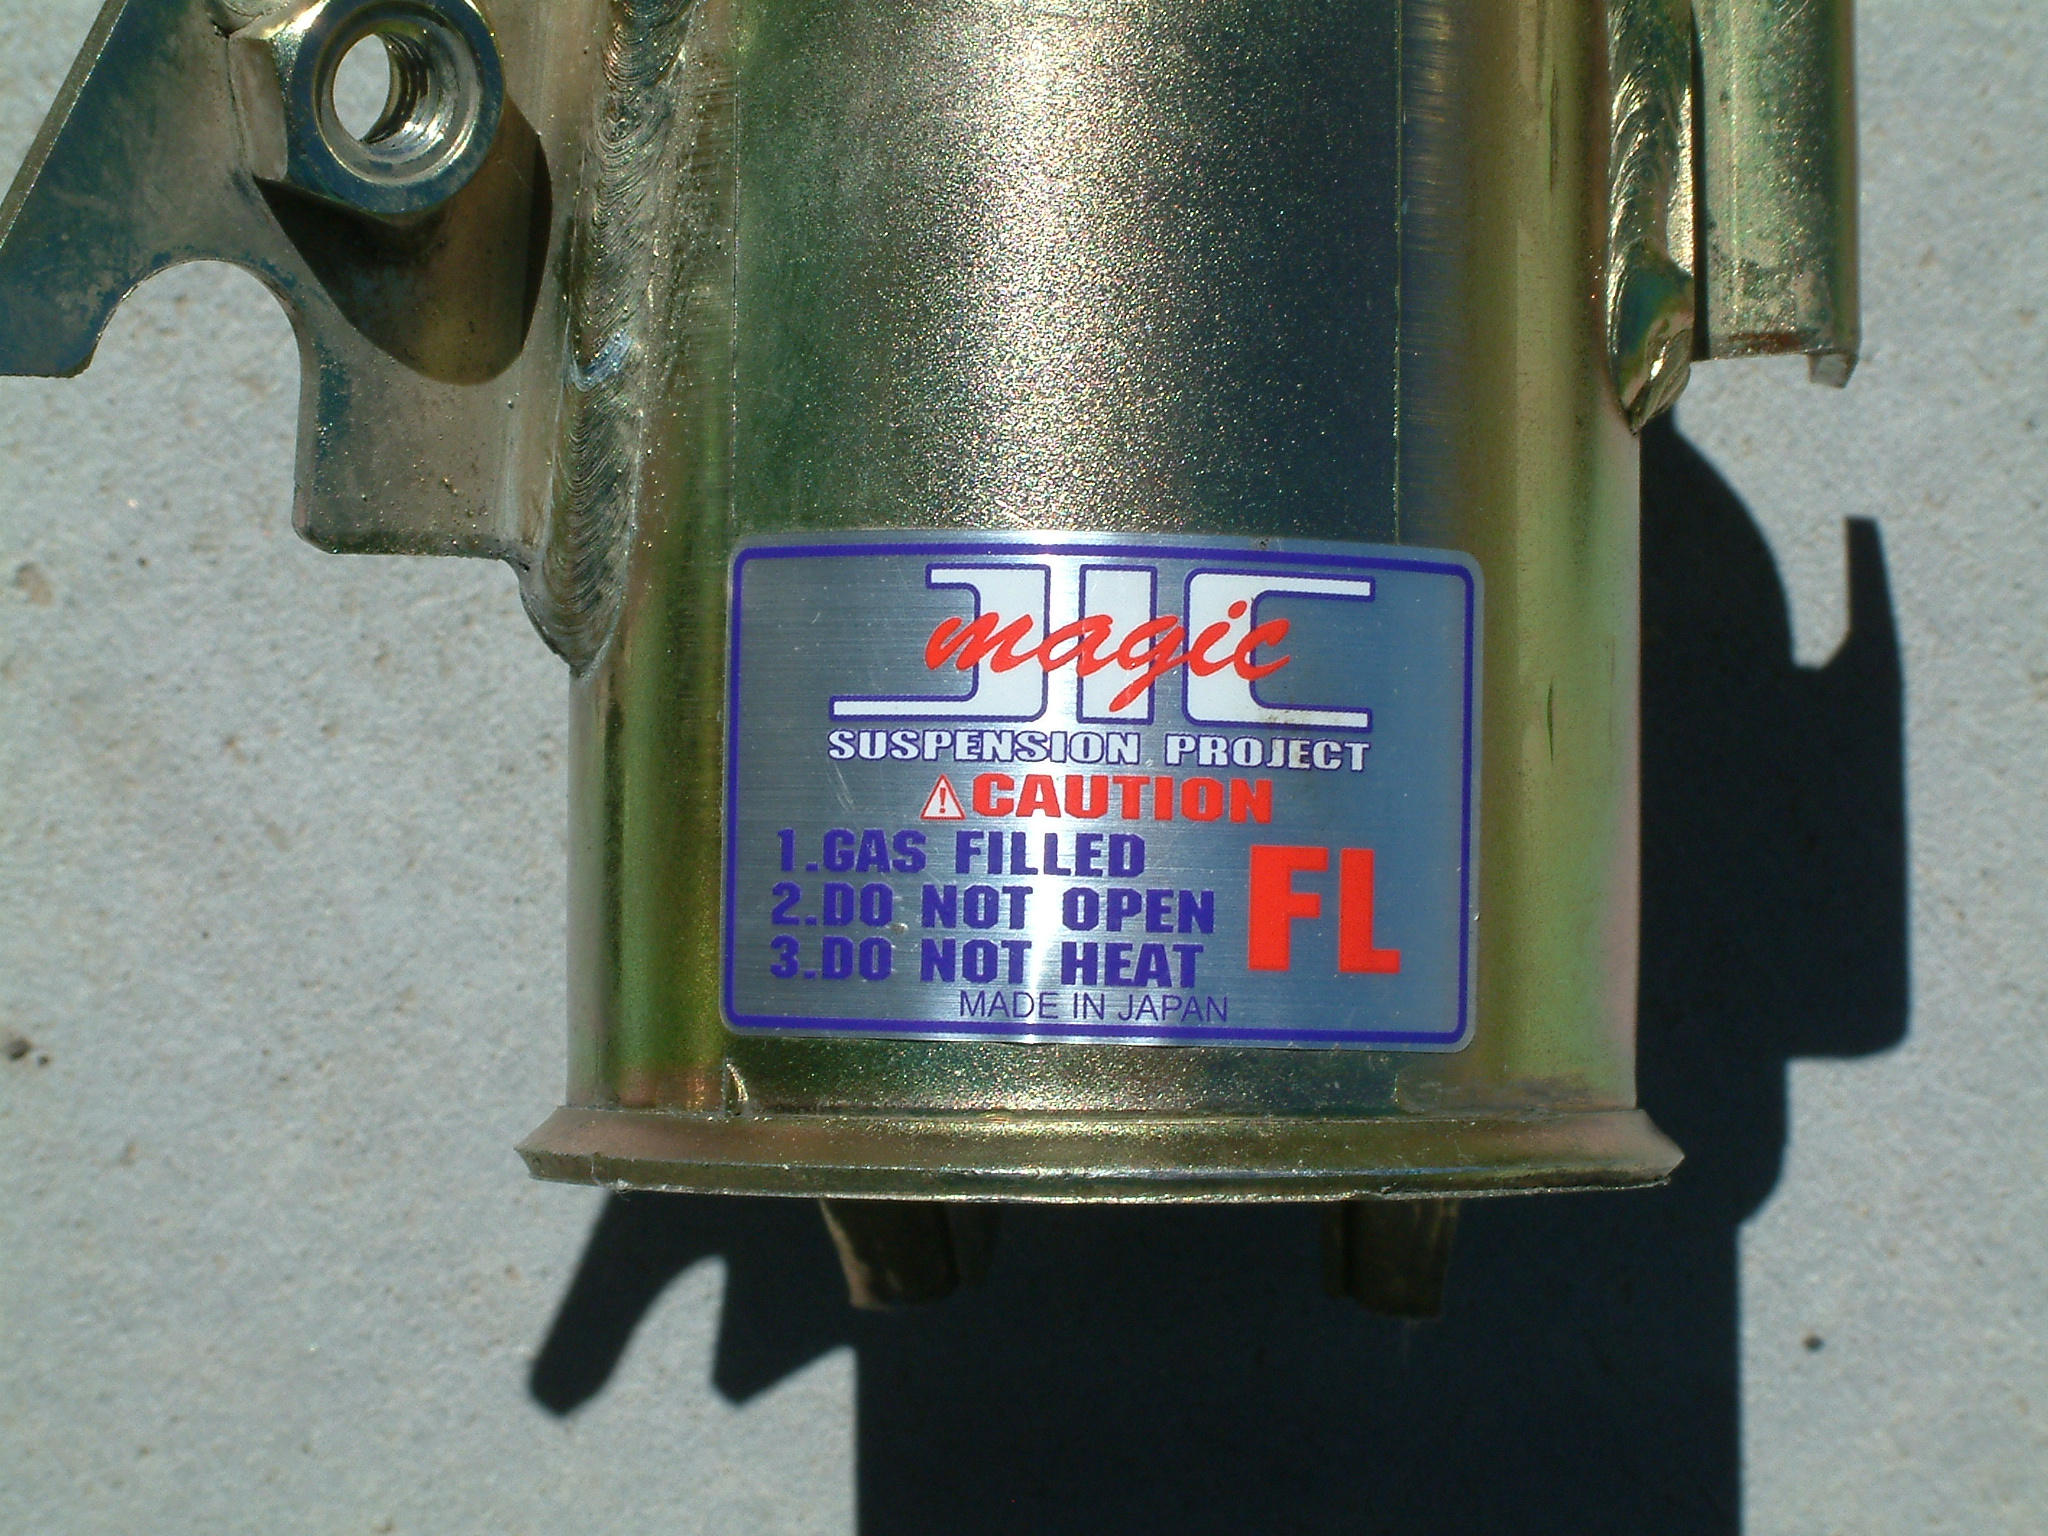 JIC
magic
SUSPENSION PROJECT
CAUTION
1.GAS FILLED
2.DO NOT OPEN
3.DO NOT HEAT
FL
MADE IN JAPAN